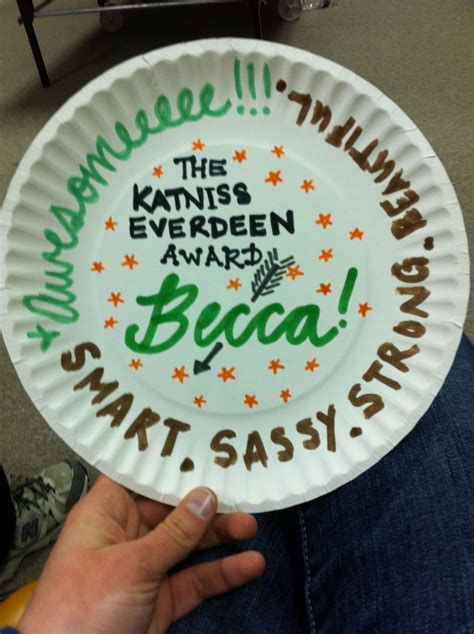 THE
KATNISS
EVERDEEN
AWARD
Becca!
SMART. SASSY. STRONG. BEAUTIFUL.
+ awesomeeeee!!!